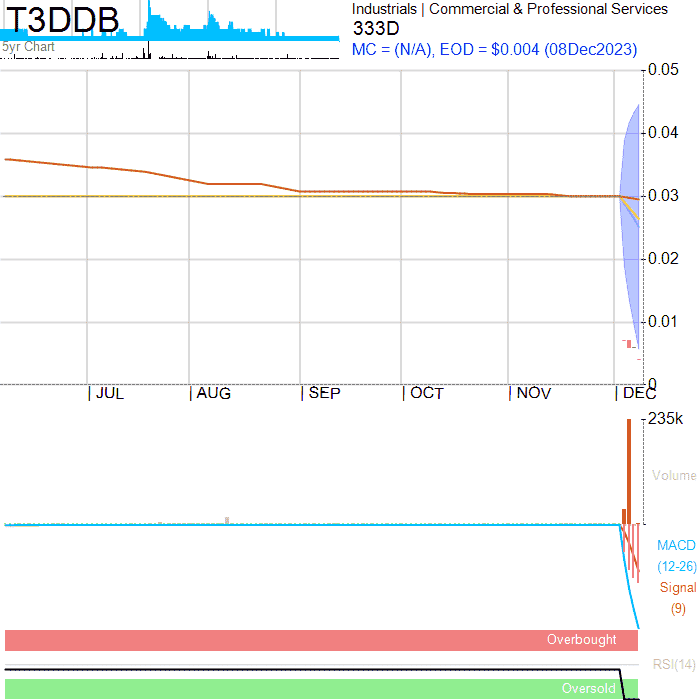 T3DDB
5yr Chart
Industrials | Commercial & Professional Services
333D
MC = (N/A), EOD = $0.004 (08Dec2023)
0.05
0.04
0.03
0.02
0.01
0
JUL AUG SEP OCT NOV DEC
235k
Volume
MACD
(12-26)
Signal
(9)
Overbought
RSI(14)
Oversold